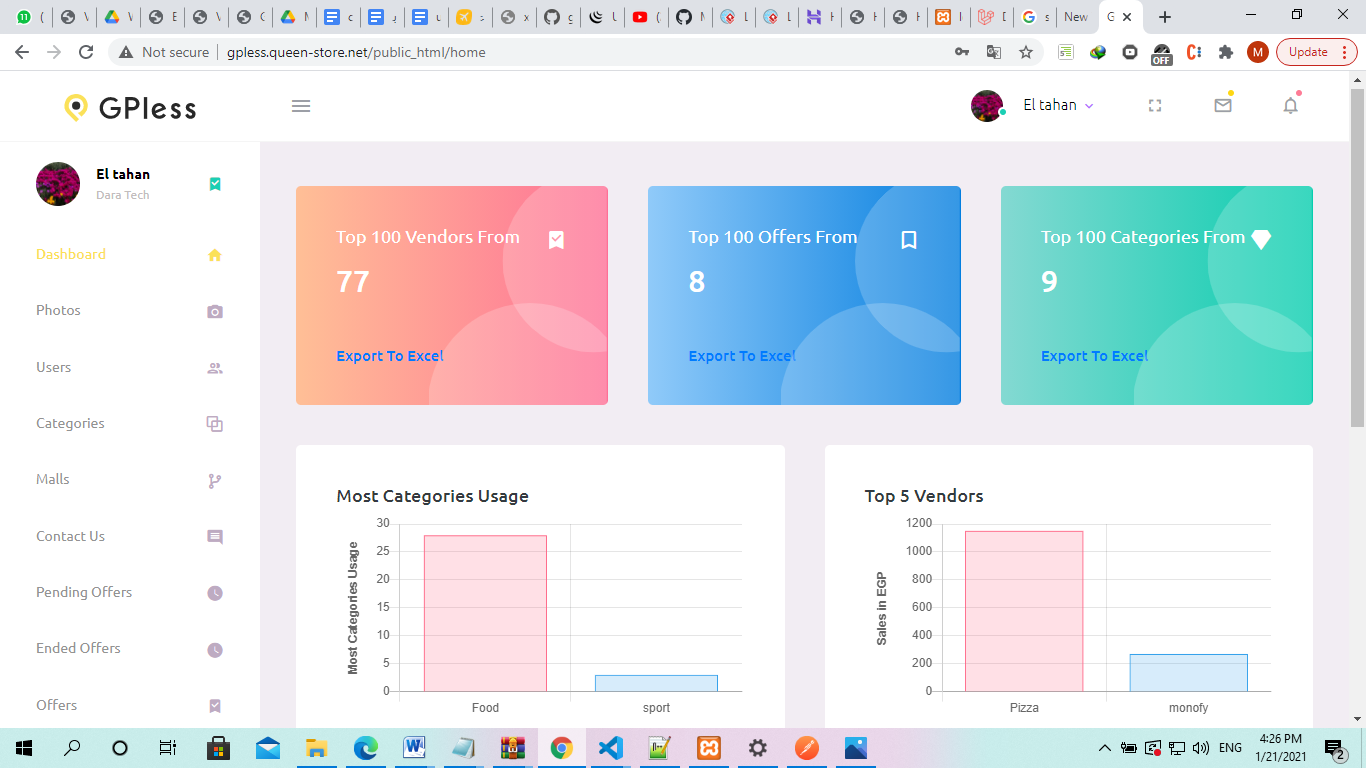 11
Not secure
gpless.queen-store.net/public_html/home
OFF
M
Update
New
GPless
El tahan
El tahan
Dara Tech
Dashboard
Photos
Users
Categories
Malls
Contact Us
Pending Offers
Ended Offers
Offers
Top 100 Vendors From
77
Export To Excel
Top 100 Offers From
8
Export To Excel
Top 100 Categories From
9
Export To Excel
Most Categories Usage
Most Categories Usage
30
25
20
15
10
5
0
Food
sport
Top 5 Vendors
Sales in EGP
1200
1000
800
600
400
200
0
Pizza
monofy
ENG
4:26 PM
1/21/2021
2